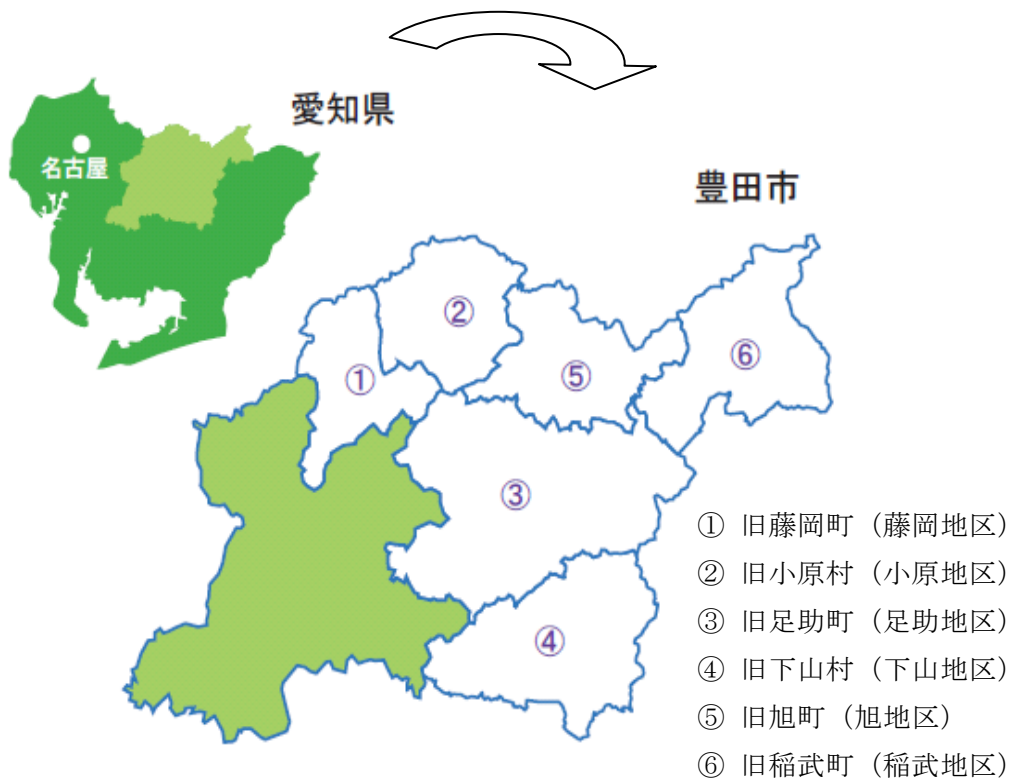 愛知県
名古屋
豊田市
②
⑥
①
⑤
③
④
① 旧藤岡町（藤岡地区）
② 旧小原村（小原地区）
③ 旧足助町（足助地区）
④ 旧下山村（下山地区）
⑤ 旧旭町（旭地区）
⑥ 旧稲武町（稲武地区）